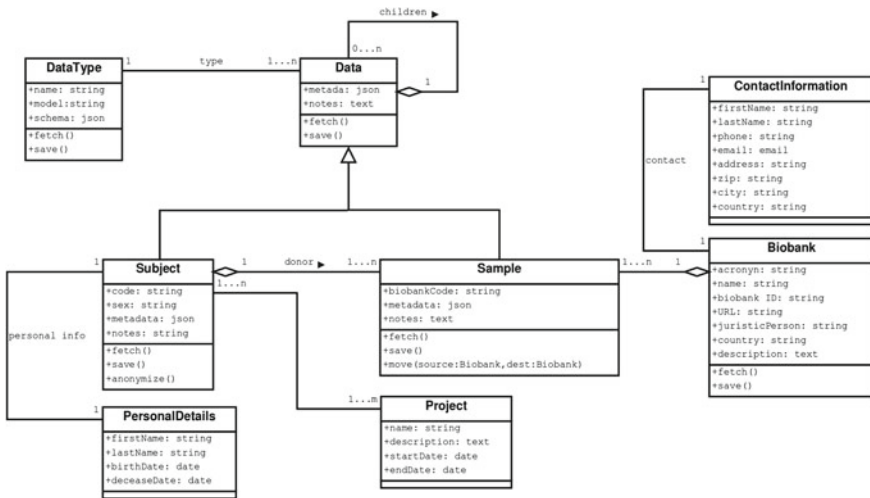 children
1
type
1...n
0...n
1
DataType
+name: string
+model:string
+schema: json
+fetch()
+save()
Data
+metada: json
+notes: text
+fetch()
+save()
1
ContactInformation
+firstName: string
+lastName: string
+phone: string
+email: email
+address: string
+zip: string
+city: string
+country: string
contact
1
1
Subject
+code: string
+sex: string
+metadata: json
+notes: string
+fetch()
+save()
+anonymize()
1
donor
1...n
1...n
Sample
+biobankCode: string
+metadata: json
+notes: text
+fetch()
+save()
+move(source:Biobank,dest:Biobank)
1...n
1
Biobank
+acronyn: string
+name: string
+biobank ID: string
+URL: string
+juristicPerson: string
+country: string
+description: text
+fetch()
+save()
personal info
1
PersonalDetails
+firstName: string
+lastName: string
+birthDate: date
+deceaseDate: date
1...m
Project
+name: string
+description: text
+startDate: date
+endDate: date